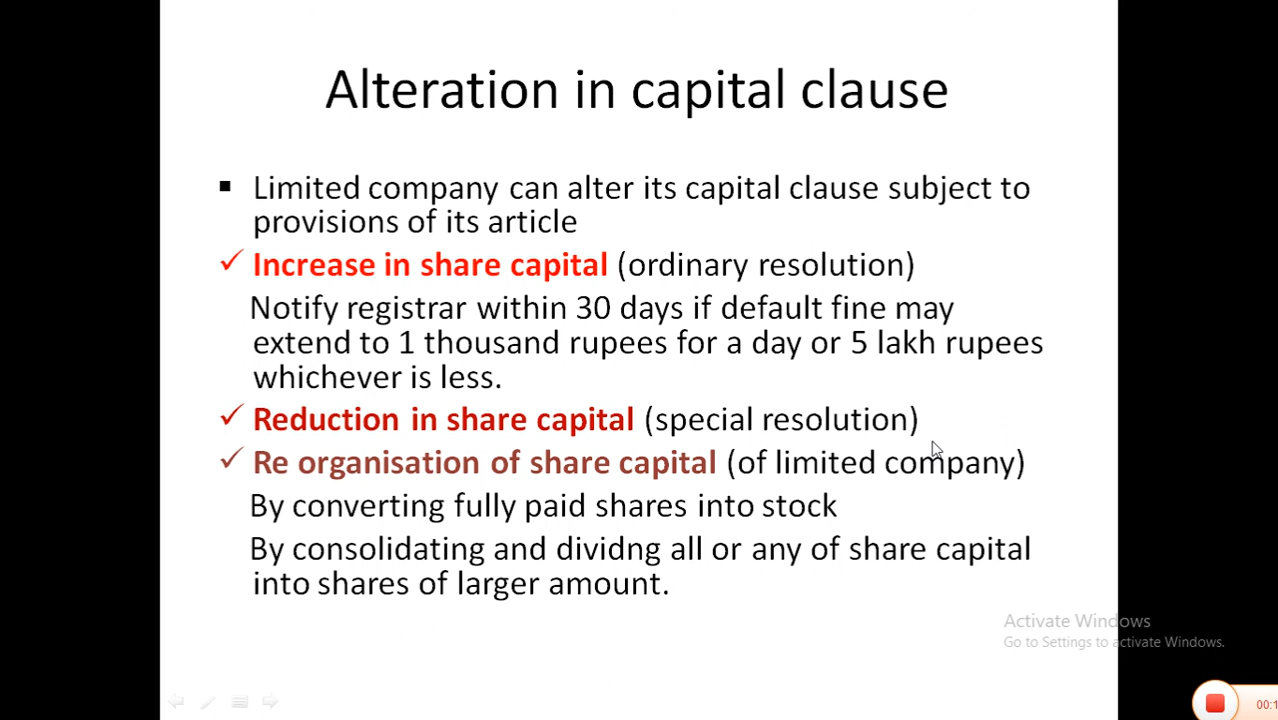 Alteration in capital clause
▪ Limited company can alter its capital clause subject to
provisions of its article
✓ Increase in share capital (ordinary resolution)
Notify registrar within 30 days if default fine may
extend to 1 thousand rupees for a day or 5 lakh rupees
whichever is less.
✓ Reduction in share capital (special resolution)
✓ Re organisation of share capital (of limited company)
By converting fully paid shares into stock
By consolidating and dividng all or any of share capital
into shares of larger amount.
Activate Windows
Go to Settings to activate Windows.
00:1